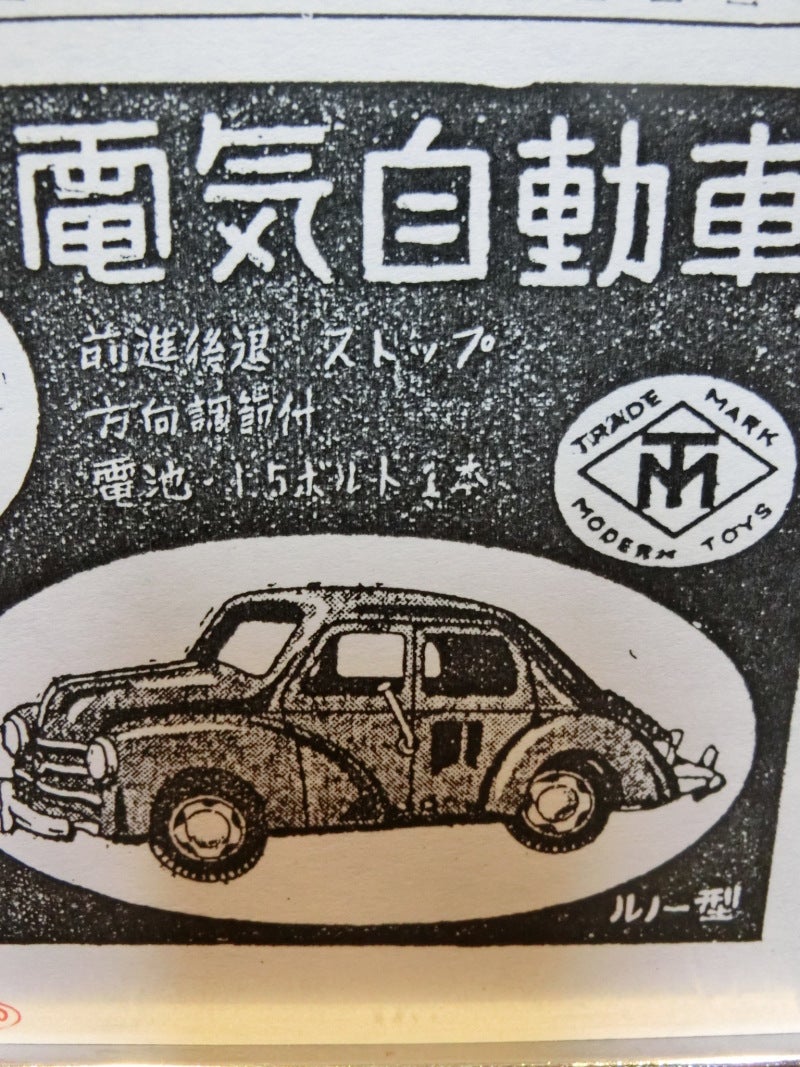 電気自動車
前進後退 ストップ
方向調節付
電池・1.5ボルト1本
TRADE MARK
TM
MODERN TOYS
ルノー型